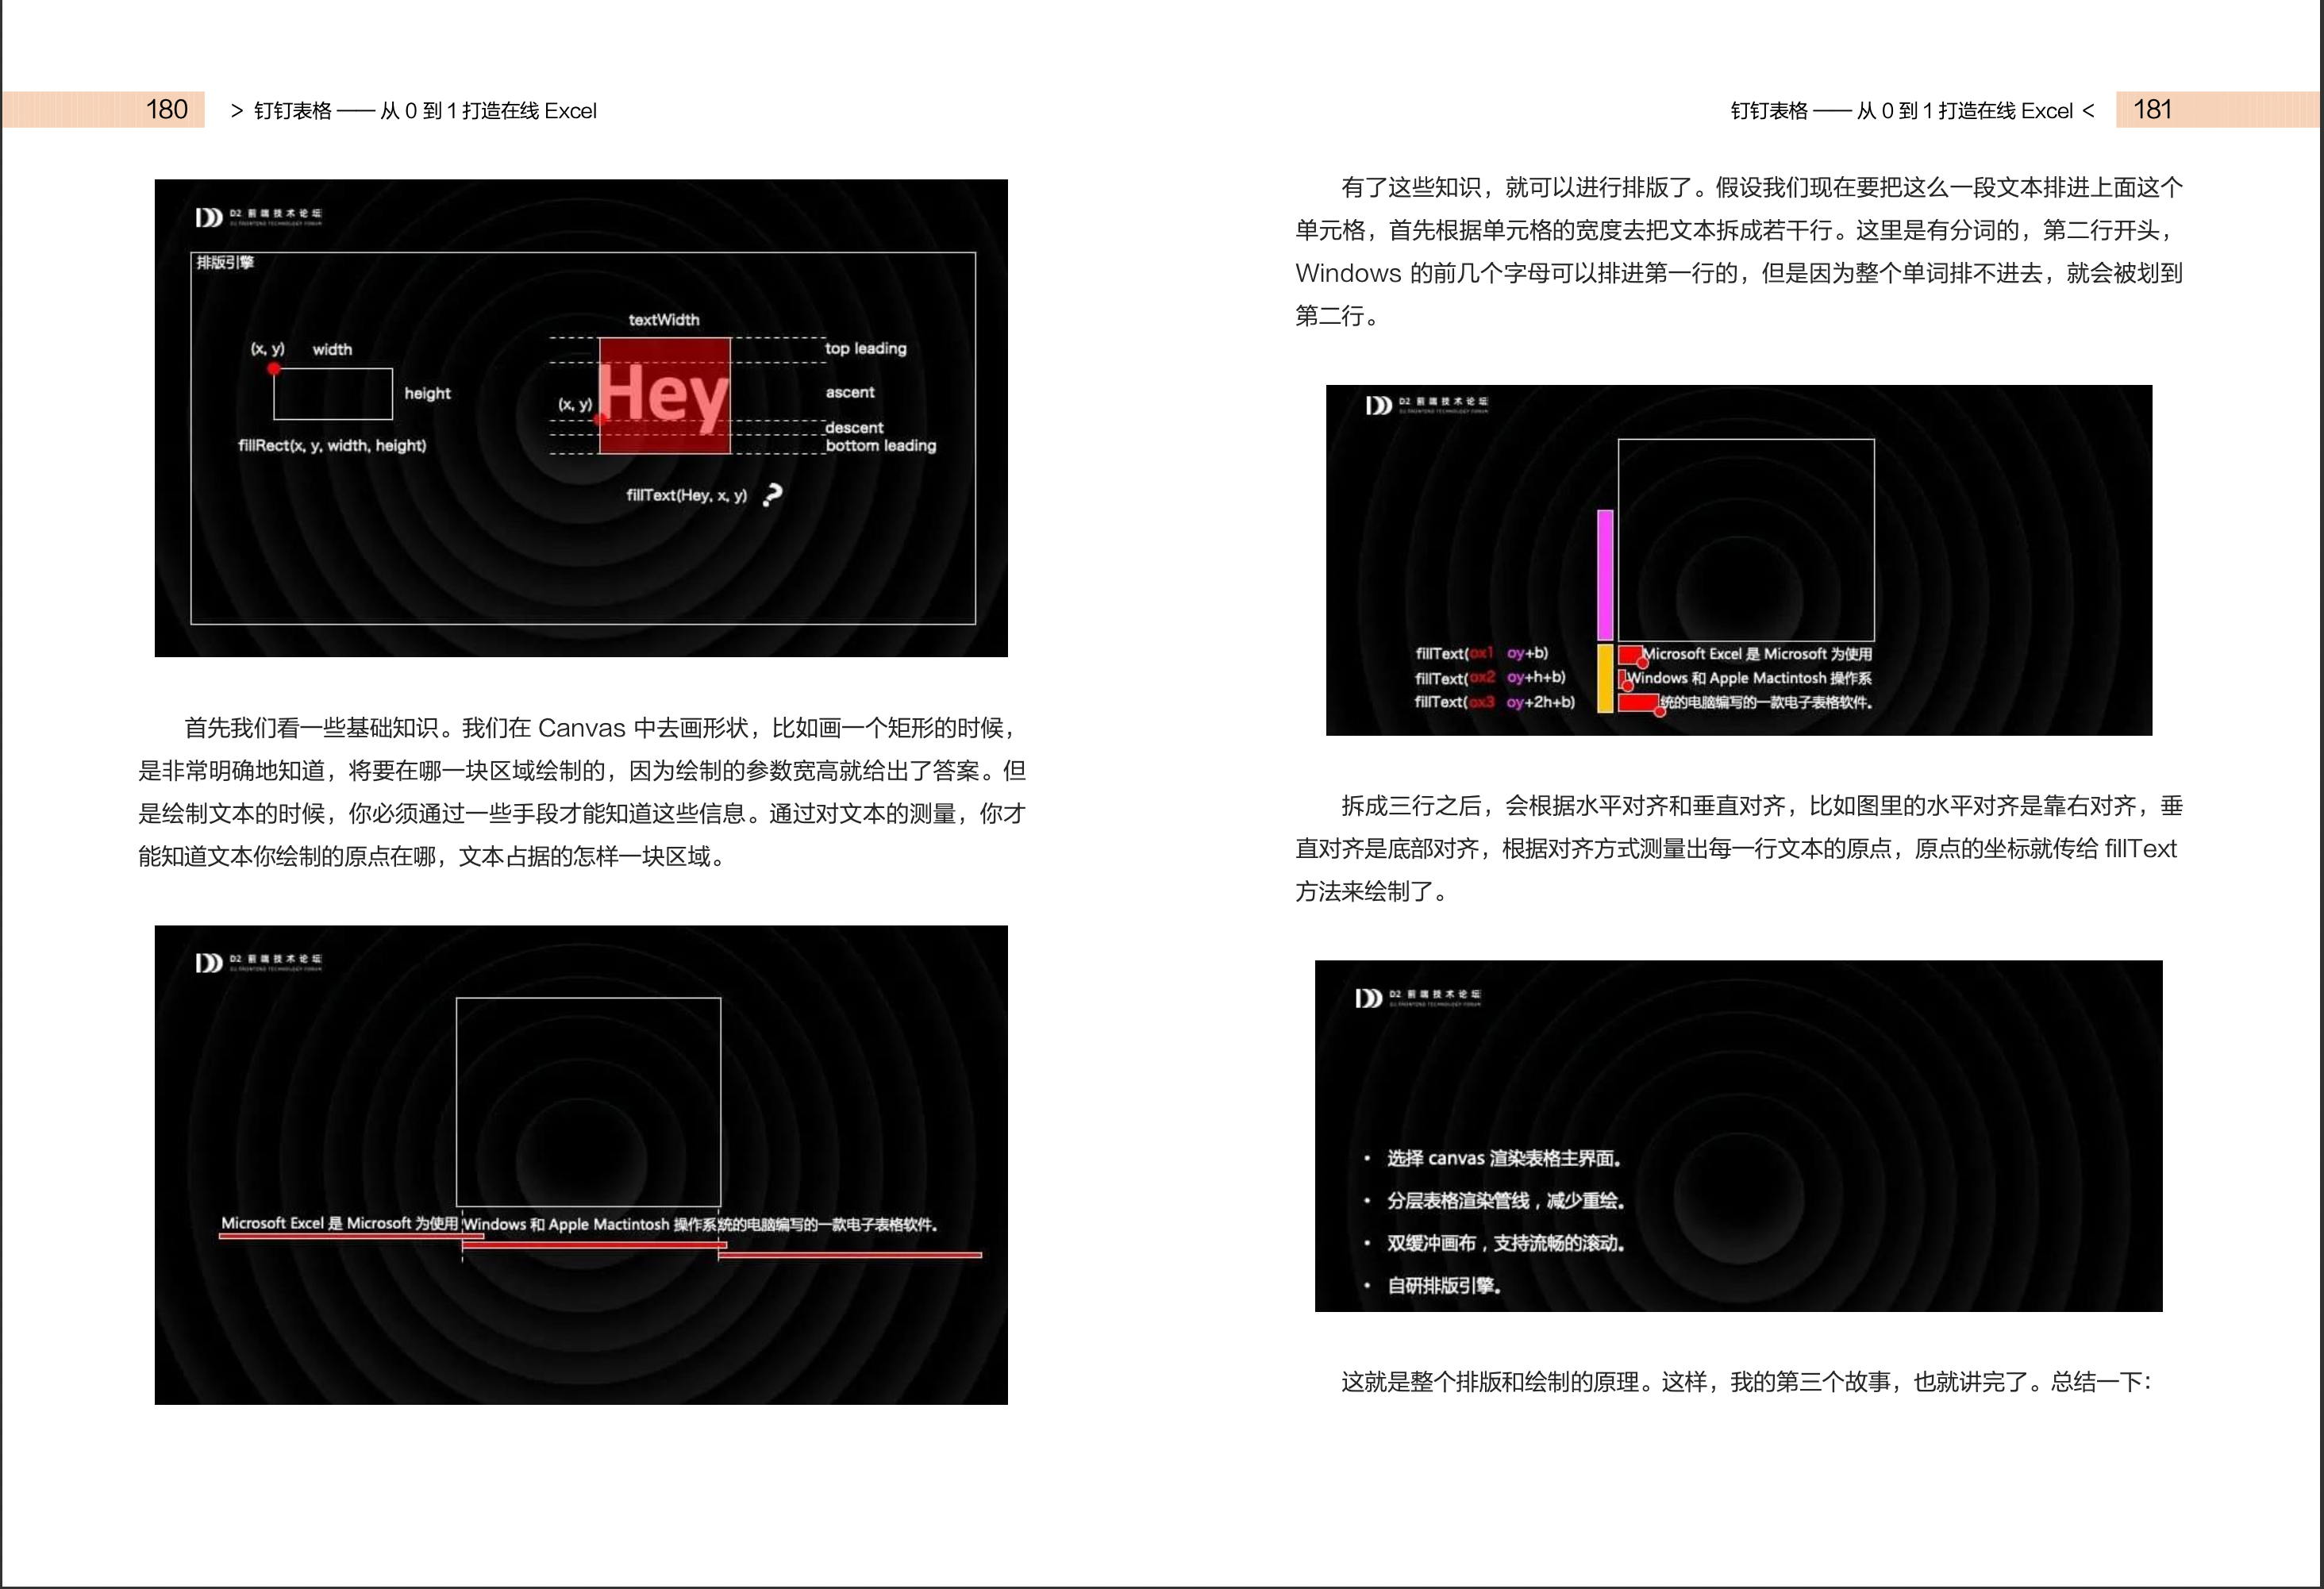 180
> 钉钉表格 —— 从 0 到 1 打造在线 Excel
D2 前端技术论坛
D2 FRONTEND TECHNOLOGY FORUM
排版引擎
textWidth
(x, y) width
top leading
height
ascent
(x, y)
Hey
descent
fillRect(x, y, width, height)
bottom leading
fillText(Hey, x, y) ?
首先我们看一些基础知识。我们在 Canvas 中去画形状，比如画一个矩形的时候，
是非常明确地知道，将要在哪一块区域绘制的，因为绘制的参数宽高就给出了答案。但
是绘制文本的时候，你必须通过一些手段才能知道这些信息。通过对文本的测量，你才
能知道文本你绘制的原点在哪，文本占据的怎样一块区域。
D2 前端技术论坛
D2 FRONTEND TECHNOLOGY FORUM
Microsoft Excel 是 Microsoft 为使用 Windows 和 Apple Mactintosh 操作系统的电脑编写的一款电子表格软件。
钉钉表格 —— 从 0 到 1 打造在线 Excel <
181
有了这些知识，就可以进行排版了。假设我们现在要把这么一段文本排进上面这个
单元格，首先根据单元格的宽度去把文本拆成若干行。这里是有分词的，第二行开头，
Windows 的前几个字母可以排进第一行的，但是因为整个单词排不进去，就会被划到
第二行。
D2 前端技术论坛
D2 FRONTEND TECHNOLOGY FORUM
fillText(ox1 oy+b) Microsoft Excel 是 Microsoft 为使用
fillText(ox2 oy+h+b) Windows 和 Apple Mactintosh 操作系
fillText(ox3 oy+2h+b) 统的电脑编写的一款电子表格软件。
拆成三行之后，会根据水平对齐和垂直对齐，比如图里的水平对齐是靠右对齐，垂
直对齐是底部对齐，根据对齐方式测量出每一行文本的原点，原点的坐标就传给 fillText
方法来绘制了。
D2 前端技术论坛
D2 FRONTEND TECHNOLOGY FORUM
• 选择 canvas 渲染表格主界面。
• 分层表格渲染管线，减少重绘。
• 双缓冲画布，支持流畅的滚动。
• 自研排版引擎。
这就是整个排版和绘制的原理。这样，我的第三个故事，也就讲完了。总结一下：